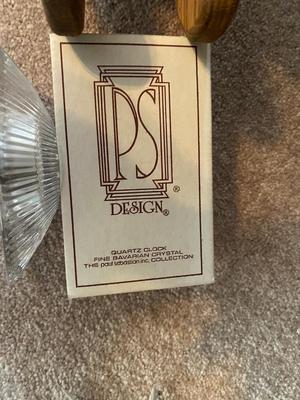 PS
DESIGN®
®
QUARTZ CLOCK
FINE BAVARIAN CRYSTAL
THE paul sebastian inc. COLLECTION